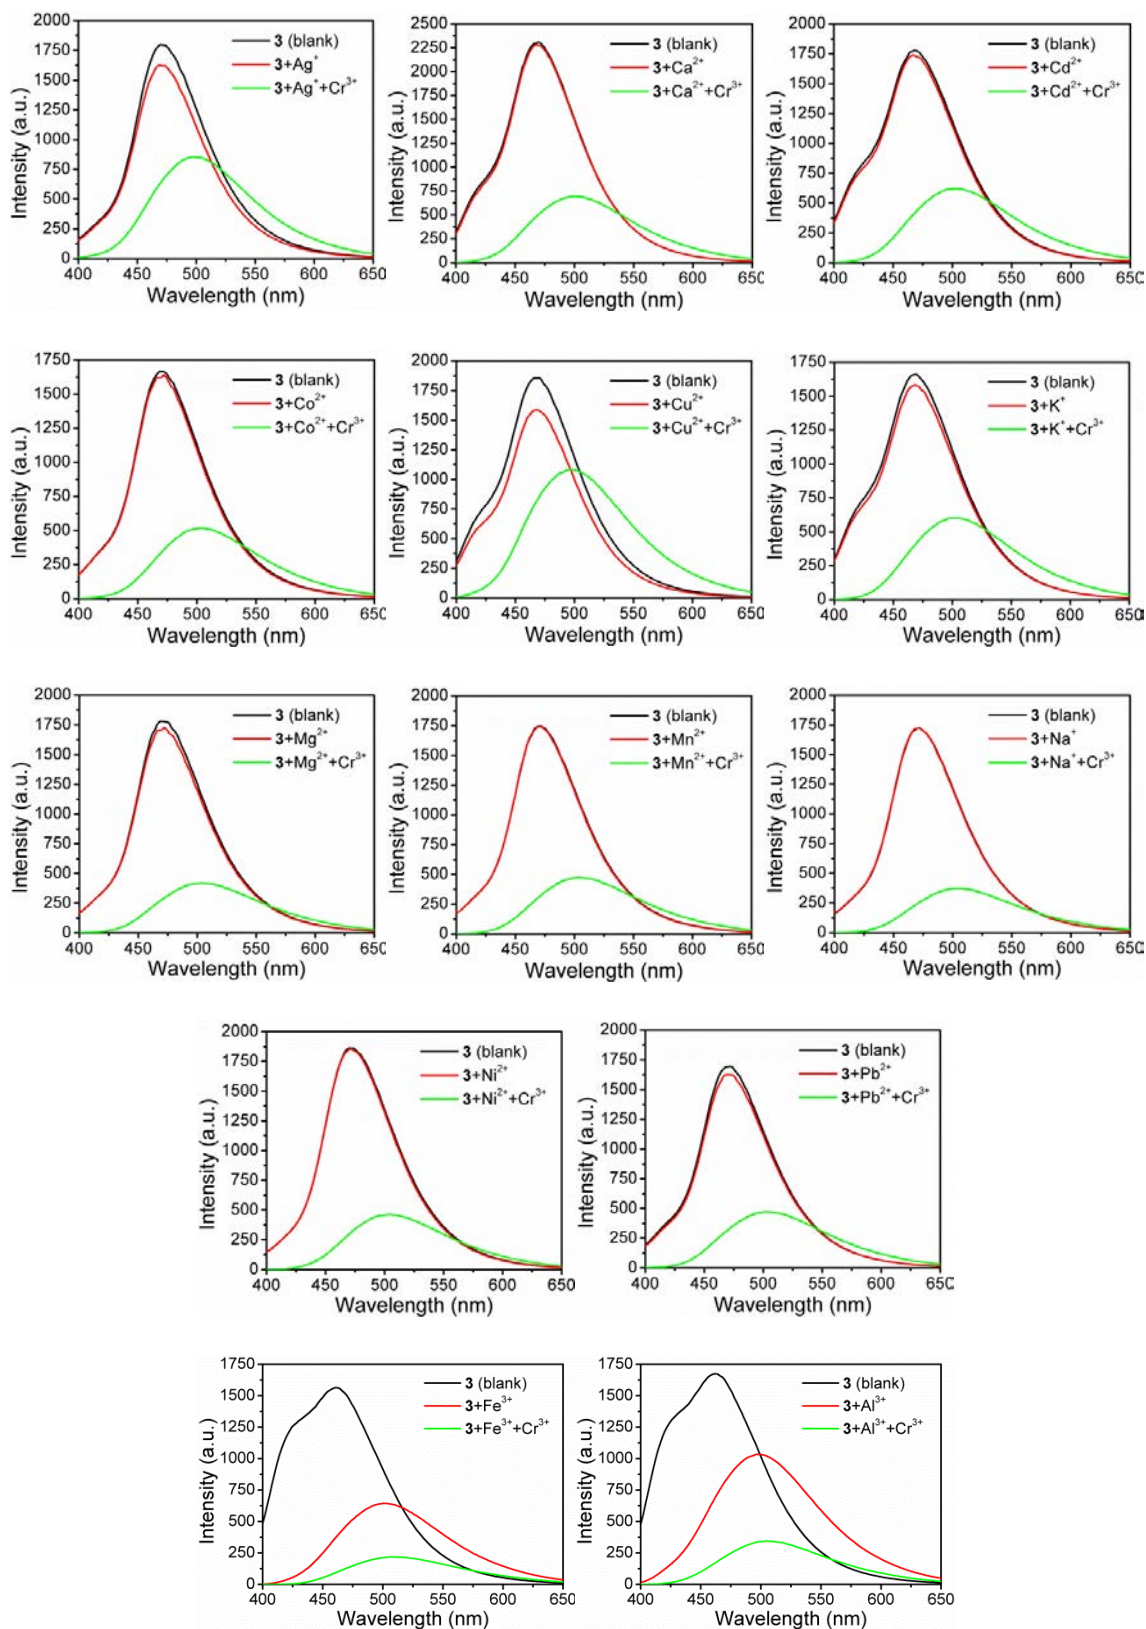 2000
1750
1500
1250
1000
750
500
250
0
400 450 500 550 600 650
Intensity (a.u.)
Wavelength (nm)
3 (blank)
3+Ag⁺
3+Ag⁺+Cr³⁺
2500
2250
2000
1750
1500
1250
1000
750
500
250
0
400 450 500 550 600 650
Intensity (a.u.)
Wavelength (nm)
3 (blank)
3+Ca²⁺
3+Ca²⁺+Cr³⁺
2000
1750
1500
1250
1000
750
500
250
0
400 450 500 550 600 650
Intensity (a.u.)
Wavelength (nm)
3 (blank)
3+Cd²⁺
3+Cd²⁺+Cr³⁺
1750
1500
1250
1000
750
500
250
0
400 450 500 550 600 650
Intensity (a.u.)
Wavelength (nm)
3 (blank)
3+Co²⁺
3+Co²⁺+Cr³⁺
2000
1750
1500
1250
1000
750
500
250
0
400 450 500 550 600 650
Intensity (a.u.)
Wavelength (nm)
3 (blank)
3+Cu²⁺
3+Cu²⁺+Cr³⁺
1750
1500
1250
1000
750
500
250
0
400 450 500 550 600 650
Intensity (a.u.)
Wavelength (nm)
3 (blank)
3+K⁺
3+K⁺+Cr³⁺
2000
1750
1500
1250
1000
750
500
250
0
400 450 500 550 600 650
Intensity (a.u.)
Wavelength (nm)
3 (blank)
3+Mg²⁺
3+Mg²⁺+Cr³⁺
2000
1750
1500
1250
1000
750
500
250
0
400 450 500 550 600 650
Intensity (a.u.)
Wavelength (nm)
3 (blank)
3+Mn²⁺
3+Mn²⁺+Cr³⁺
2000
1750
1500
1250
1000
750
500
250
0
400 450 500 550 600 650
Intensity (a.u.)
Wavelength (nm)
3 (blank)
3+Na⁺
3+Na⁺+Cr³⁺
2000
1750
1500
1250
1000
750
500
250
0
400 450 500 550 600 650
Intensity (a.u.)
Wavelength (nm)
3 (blank)
3+Ni²⁺
3+Ni²⁺+Cr³⁺
2000
1750
1500
1250
1000
750
500
250
0
400 450 500 550 600 650
Intensity (a.u.)
Wavelength (nm)
3 (blank)
3+Pb²⁺
3+Pb²⁺+Cr³⁺
1750
1500
1250
1000
750
500
250
0
400 450 500 550 600 650
Intensity (a.u.)
Wavelength (nm)
3 (blank)
3+Fe³⁺
3+Fe³⁺+Cr³⁺
1750
1500
1250
1000
750
500
250
0
400 450 500 550 600 650
Intensity (a.u.)
Wavelength (nm)
3 (blank)
3+Al³⁺
3+Al³⁺+Cr³⁺